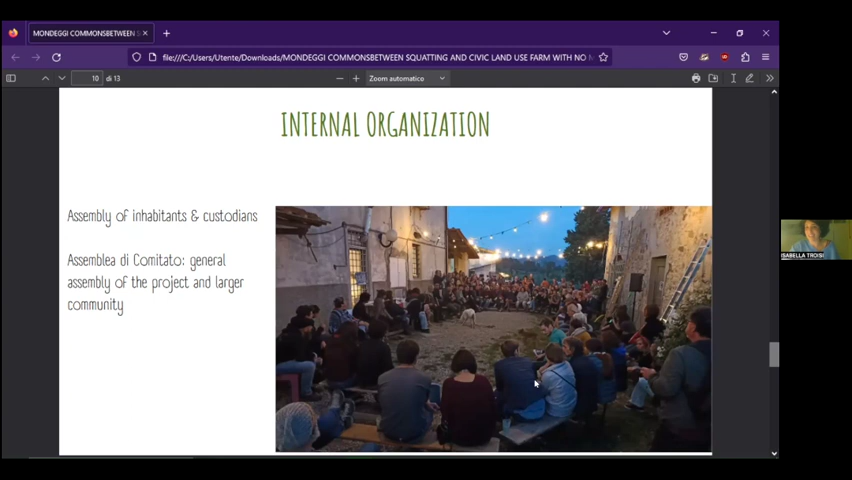 MONDEGGI COMMONSBETWEEN S
file:///C:/Users/Utente/Downloads/MONDEGGI COMMONSBETWEEN SQUATTING AND CIVIC LAND USE FARM WITH NO M
10 di 13
Zoom automatico
INTERNAL ORGANIZATION
Assembly of inhabitants & custodians
Assemblea di Comitato: general
assembly of the project and larger
community
ISABELLA TROISI